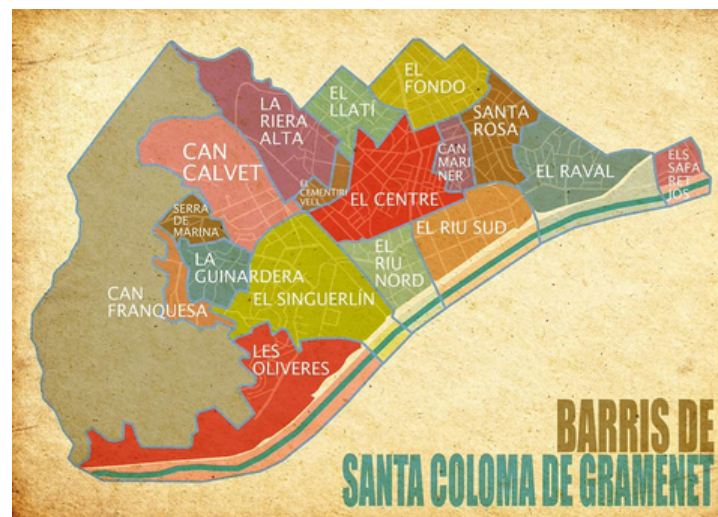 EL
FONDO
EL
LLATÍ
LA
RIERA
ALTA
SANTA
ROSA
CAN
CALVET
CAN
MARI
NER
EL RAVAL
ELS
SAFA
RET
JOS
EL
CEMENTIRI
VELL
EL CENTRE
SERRA
DE
MARINA
EL RIU SUD
LA
GUINARDERA
EL
RIU
NORD
CAN
FRANQUESA
EL SINGUERLÍN
LES
OLIVERES
BARRIS DE
SANTA COLOMA DE GRAMENET